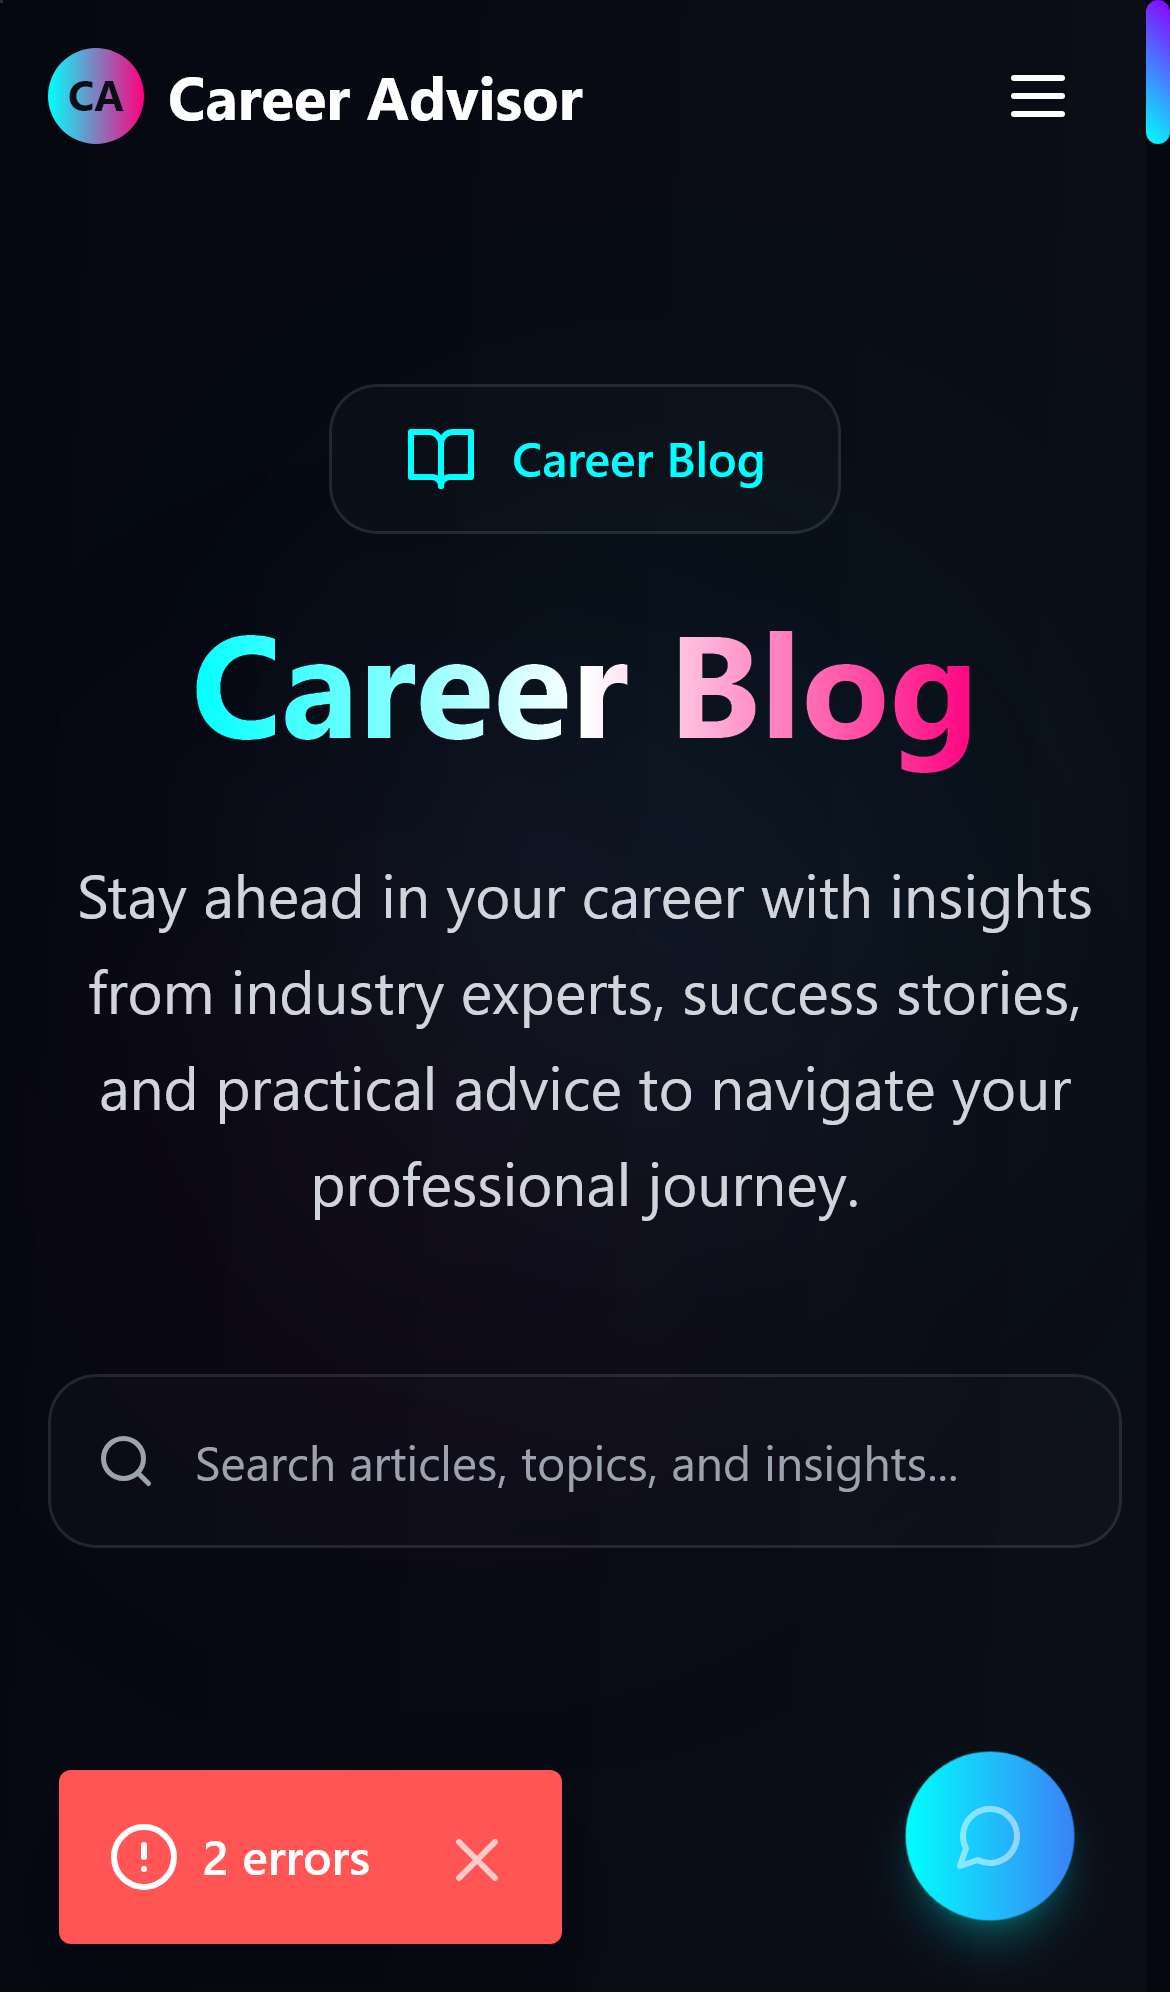 CA Career Advisor
Career Blog
Career Blog
Stay ahead in your career with insights
from industry experts, success stories,
and practical advice to navigate your
professional journey.
Search articles, topics, and insights...
2 errors